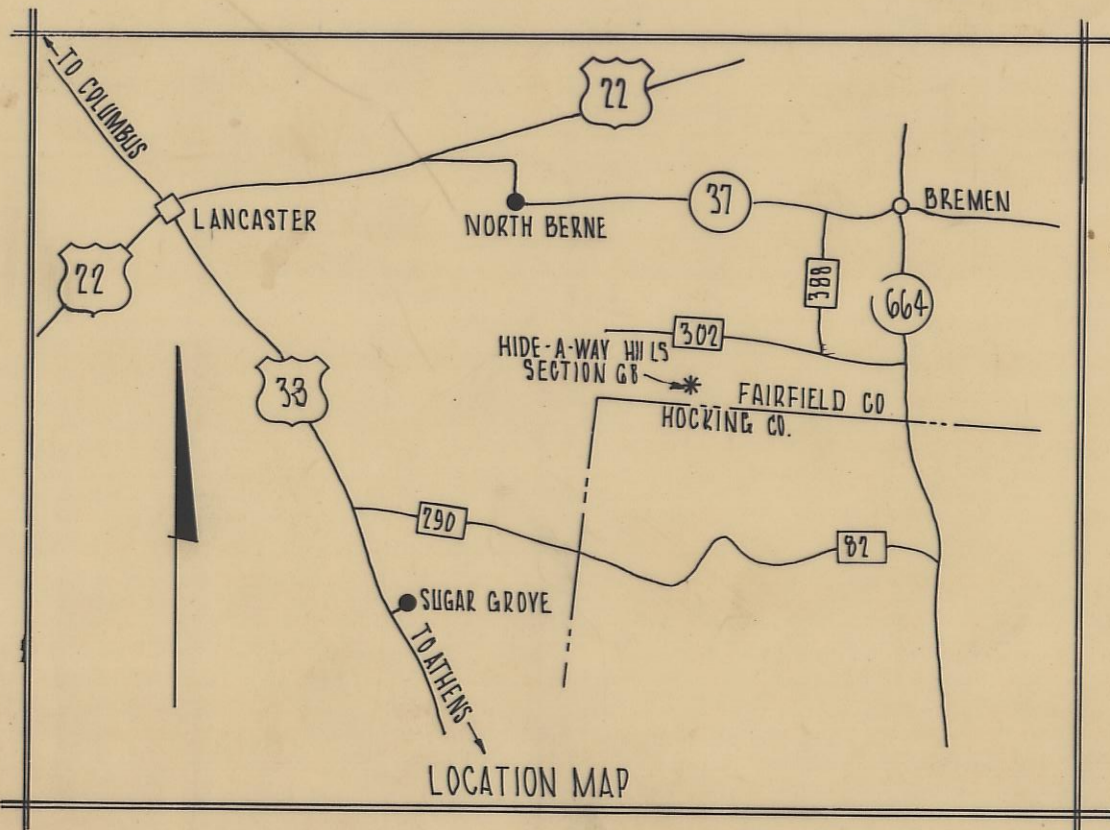 TO COLUMBUS
22
LANCASTER
NORTH BERNE
37
BREMEN
22
388
664
302
HIDE-A-WAY HILLS
SECTION G8
33
FAIRFIELD CO
HOCKING CO.
290
82
SUGAR GROVE
TO ATHENS
LOCATION MAP